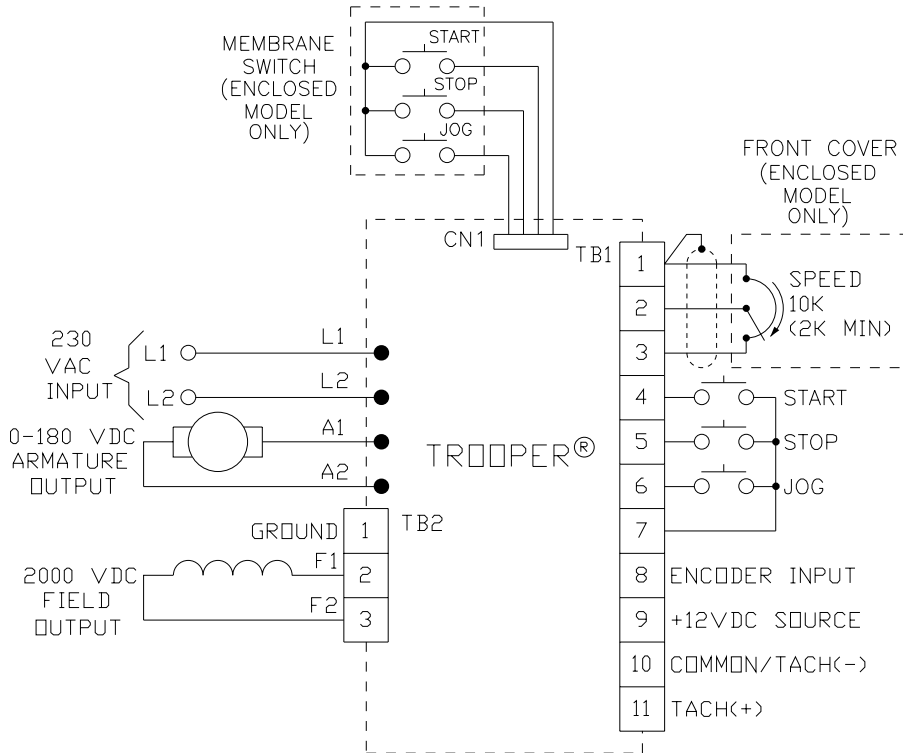 MEMBRANE
SWITCH
(ENCLOSED
MODEL
ONLY)
START
STOP
JOG
CN1
TB1
FRONT COVER
(ENCLOSED
MODEL
ONLY)
1
2
3
4
5
6
7
8
9
10
11
SPEED
10K
(2K MIN)
START
STOP
JOG
ENCODER INPUT
+12VDC SOURCE
COMMON/TACH(-)
TACH(+)
230
VAC
INPUT
L1
L2
L1
L2
0-180 VDC
ARMATURE
OUTPUT
A1
A2
TROOPER®
GROUND
TB2
1
2
3
F1
F2
2000 VDC
FIELD
OUTPUT